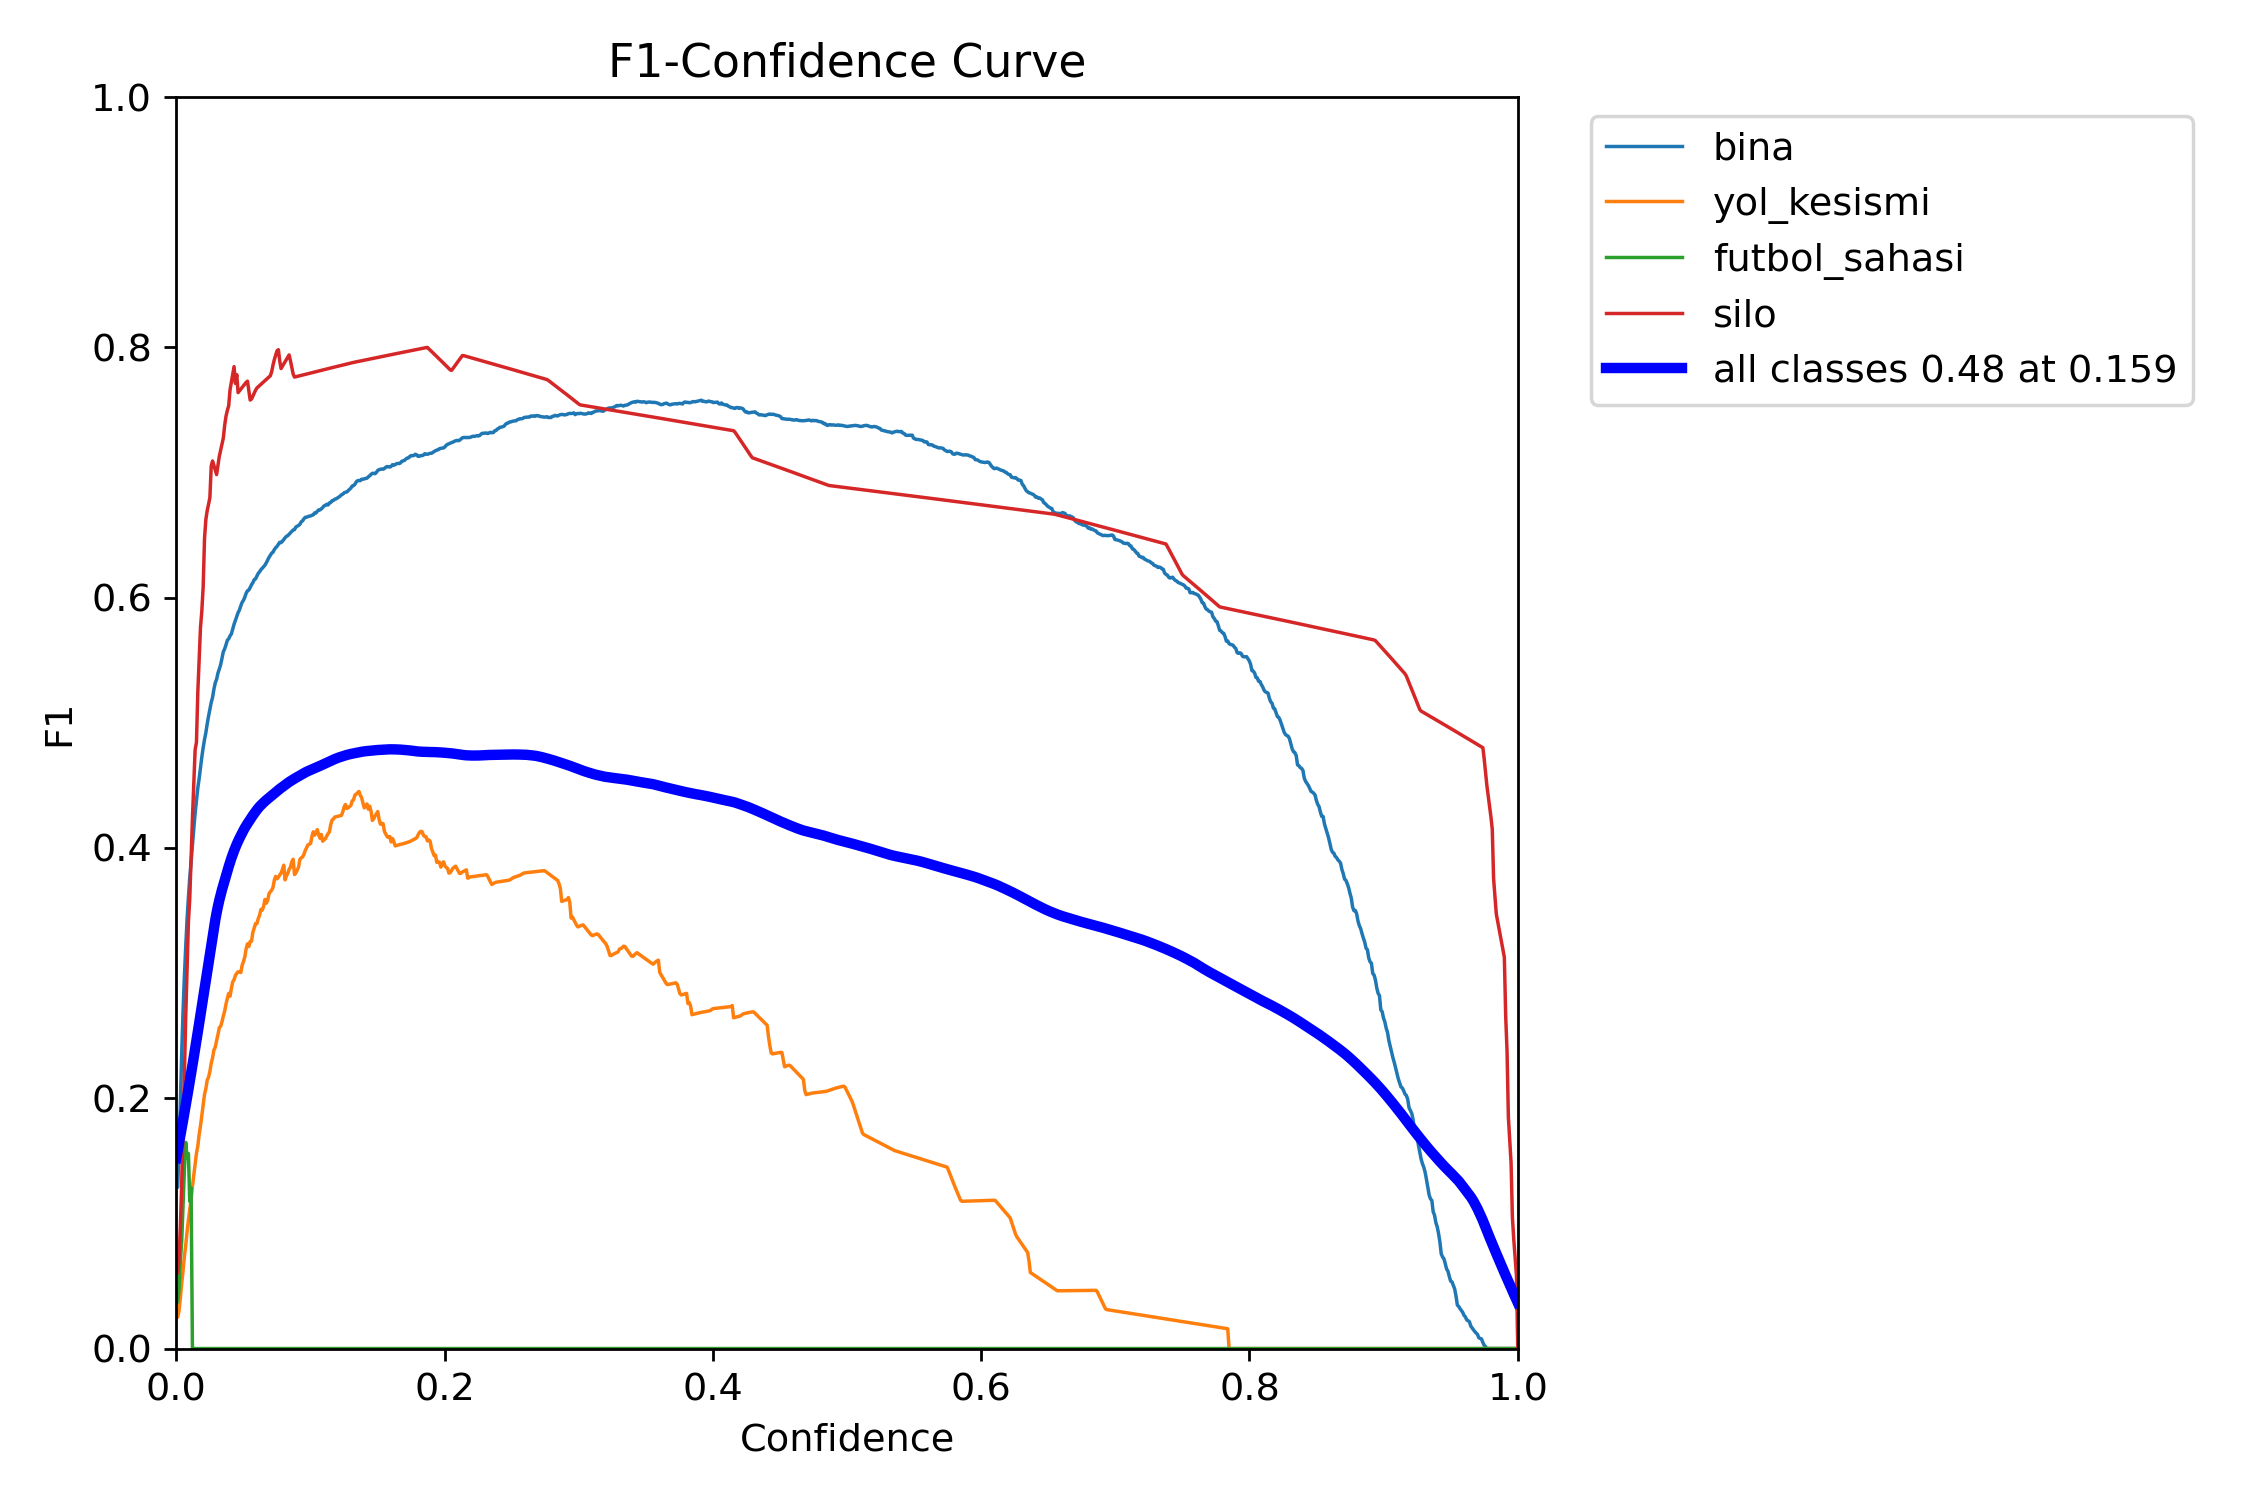 F1-Confidence Curve
1.0
0.8
0.6
0.4
0.2
0.0
F1
0.0 0.2 0.4 0.6 0.8 1.0
Confidence
bina
yol_kesismi
futbol_sahasi
silo
all classes 0.48 at 0.159